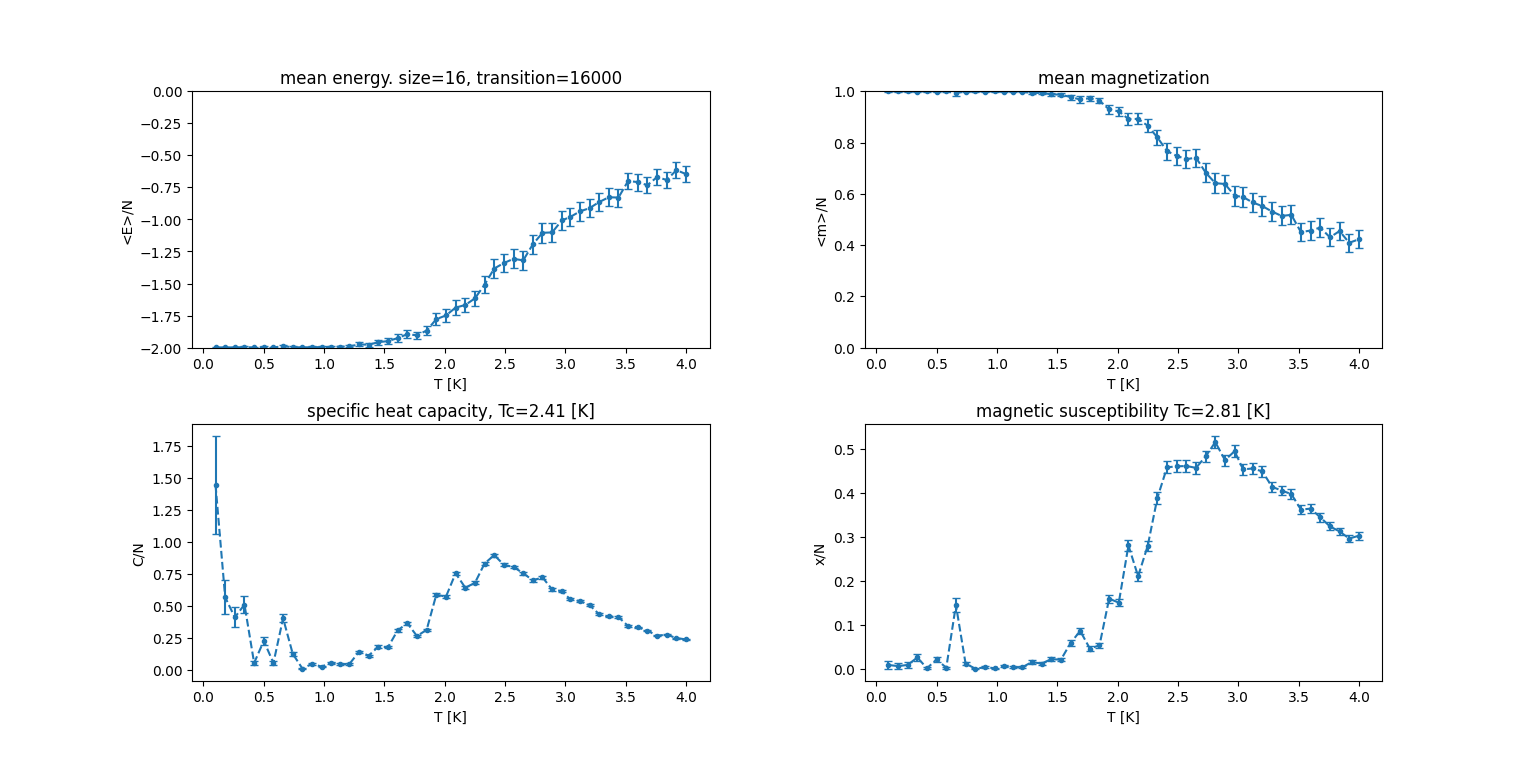 mean energy. size=16, transition=16000
0.00
−0.25
−0.50
−0.75
−1.00
−1.25
−1.50
−1.75
−2.00
<E>/N
0.0 0.5 1.0 1.5 2.0 2.5 3.0 3.5 4.0
T [K]
mean magnetization
1.0
0.8
0.6
0.4
0.2
0.0
<m>/N
0.0 0.5 1.0 1.5 2.0 2.5 3.0 3.5 4.0
T [K]
specific heat capacity, Tc=2.41 [K]
1.75
1.50
1.25
1.00
0.75
0.50
0.25
0.00
C/N
0.0 0.5 1.0 1.5 2.0 2.5 3.0 3.5 4.0
T [K]
magnetic susceptibility Tc=2.81 [K]
0.5
0.4
0.3
0.2
0.1
0.0
x/N
0.0 0.5 1.0 1.5 2.0 2.5 3.0 3.5 4.0
T [K]